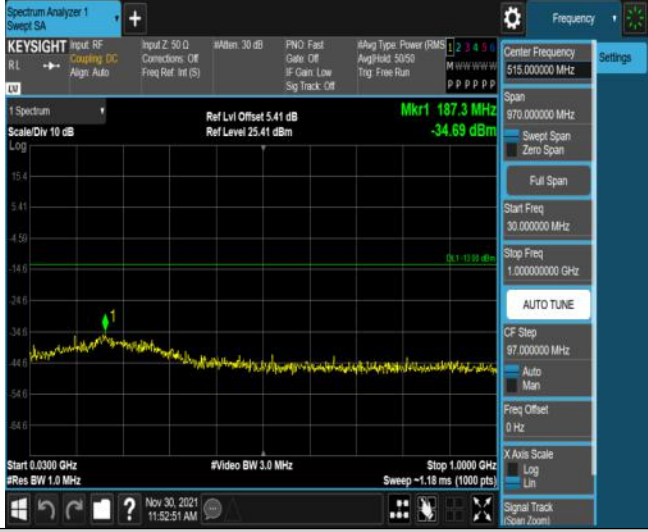 Spectrum Analyzer 1
Swept SA
+
Frequency
KEYSIGHT
RL
Input: RF
Coupling: DC
Align: Auto
Input Z: 50 Ω
Corrections: Off
Freq Ref: Int (S)
#Atten: 30 dB
PNO: Fast
Gate: Off
IF Gain: Low
Sig Track: Off
#Avg Type: Power (RMS
Avg|Hold: 50/50
Trig: Free Run
1 2 3 4 5 6
M W W W W W
P P P P P P
1 Spectrum
Scale/Div 10 dB
Log
Ref Lvl Offset 5.41 dB
Ref Level 25.41 dBm
Mkr1 187.3 MHz
-34.69 dBm
15.4
5.41
-4.59
-14.6
-24.6
-34.6
-44.6
-54.6
-64.6
DL1 -13.00 dBm
1
Start 0.0300 GHz
#Res BW 1.0 MHz
#Video BW 3.0 MHz
Stop 1.0000 GHz
Sweep ~1.18 ms (1000 pts)
Center Frequency
515.000000 MHz
Settings
Span
970.000000 MHz
Swept Span
Zero Span
Full Span
Start Freq
30.000000 MHz
Stop Freq
1.000000000 GHz
AUTO TUNE
CF Step
97.000000 MHz
Auto
Man
Freq Offset
0 Hz
X Axis Scale
Log
Lin
Signal Track
(Span Zoom)
?
Nov 30, 2021
11:52:51 AM